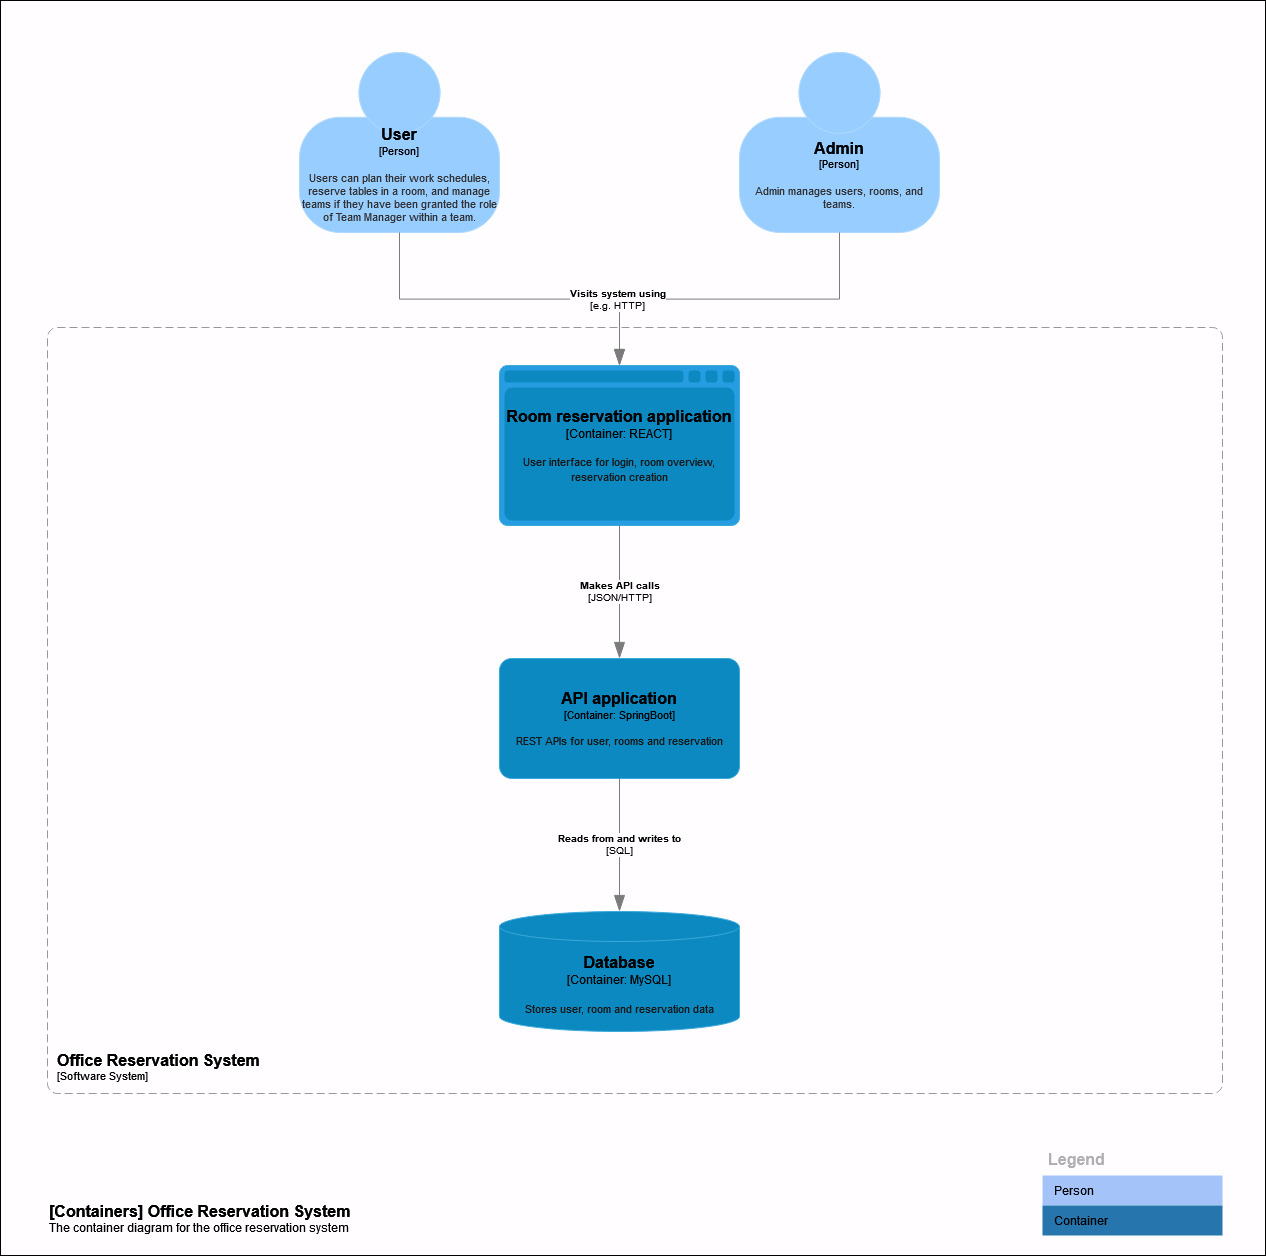 User
[Person]
Users can plan their work schedules,
reserve tables in a room, and manage
teams if they have been granted the role
of Team Manager within a team.
Admin
[Person]
Admin manages users, rooms, and
teams.
Visits system using
[e.g. HTTP]
Room reservation application
[Container: REACT]
User interface for login, room overview,
reservation creation
Makes API calls
[JSON/HTTP]
API application
[Container: SpringBoot]
REST APIs for user, rooms and reservation
Reads from and writes to
[SQL]
Database
[Container: MySQL]
Stores user, room and reservation data
Office Reservation System
[Software System]
Legend
Person
Container
[Containers] Office Reservation System
The container diagram for the office reservation system